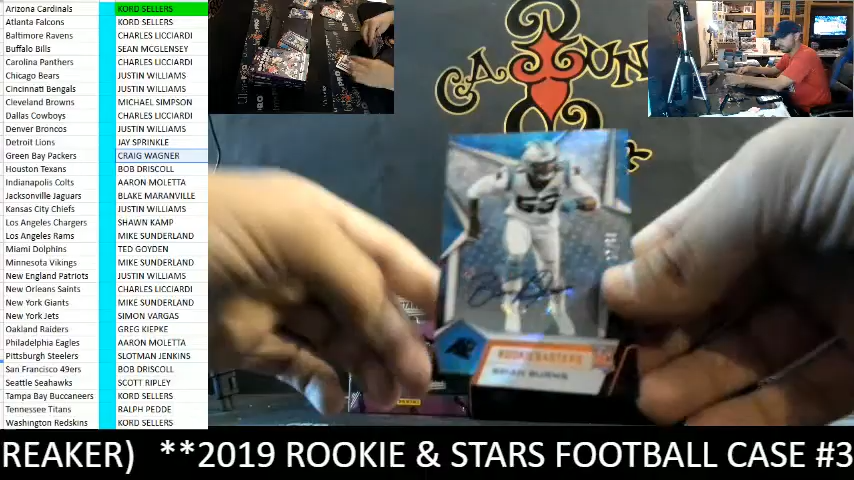 Arizona Cardinals KORD SELLERS
Atlanta Falcons KORD SELLERS
Baltimore Ravens CHARLES LICCIARDI
Buffalo Bills SEAN MCGLENSEY
Carolina Panthers CHARLES LICCIARDI
Chicago Bears JUSTIN WILLIAMS
Cincinnati Bengals JUSTIN WILLIAMS
Cleveland Browns MICHAEL SIMPSON
Dallas Cowboys CHARLES LICCIARDI
Denver Broncos JUSTIN WILLIAMS
Detroit Lions JAY SPRINKLE
Green Bay Packers CRAIG WAGNER
Houston Texans BOB DRISCOLL
Indianapolis Colts AARON MOLETTA
Jacksonville Jaguars BLAKE MARANVILLE
Kansas City Chiefs JUSTIN WILLIAMS
Los Angeles Chargers SHAWN KAMP
Los Angeles Rams MIKE SUNDERLAND
Miami Dolphins TED GOYDEN
Minnesota Vikings MIKE SUNDERLAND
New England Patriots JUSTIN WILLIAMS
New Orleans Saints CHARLES LICCIARDI
New York Giants MIKE SUNDERLAND
New York Jets SIMON VARGAS
Oakland Raiders GREG KIEPKE
Philadelphia Eagles AARON MOLETTA
Pittsburgh Steelers SLOTMAN JENKINS
San Francisco 49ers BOB DRISCOLL
Seattle Seahawks SCOTT RIPLEY
Tampa Bay Buccaneers KORD SELLERS
Tennessee Titans RALPH PEDDE
Washington Redskins KORD SELLERS
CAJUN
53
BRIAN BURNS
REAKER) **2019 ROOKIE & STARS FOOTBALL CASE #3